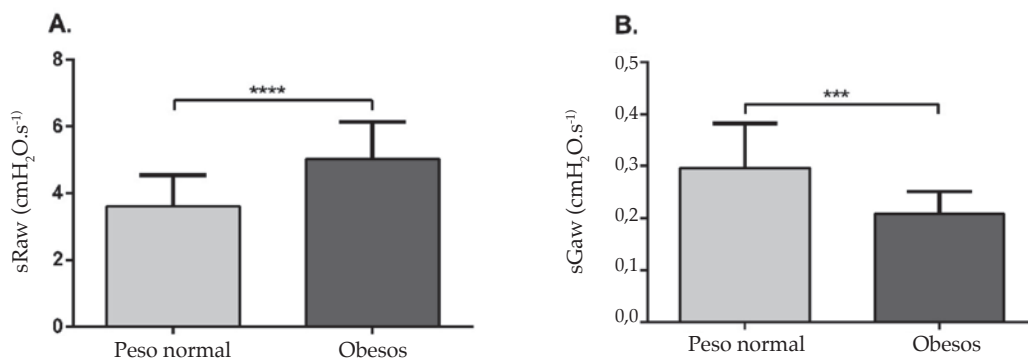 A.
8
6
4
2
0
sRaw (cmH₂O.s⁻¹)
****
Peso normal
Obesos
B.
0,5
0,4
0,3
0,2
0,1
0,0
sGaw (cmH₂O.s⁻¹)
***
Peso normal
Obesos